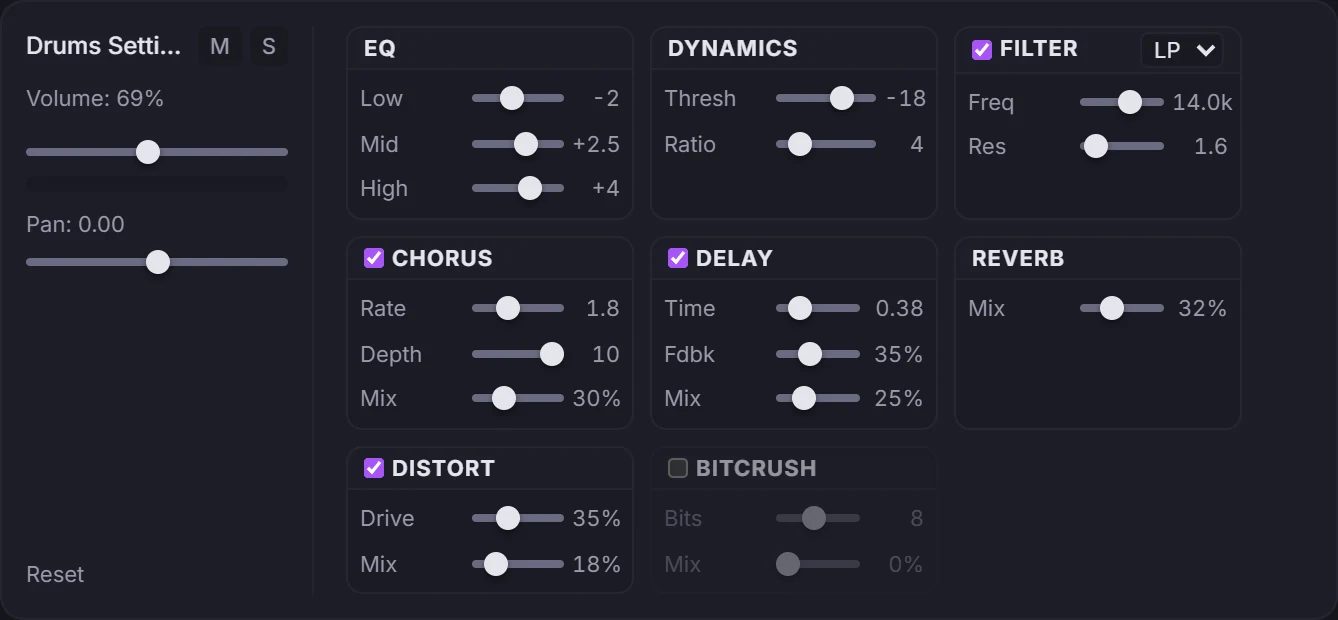 Drums Setti... M S
Volume: 69%
Pan: 0.00
Reset
EQ
Low -2
Mid +2.5
High +4
DYNAMICS
Thresh -18
Ratio 4
FILTER LP
Freq 14.0k
Res 1.6
CHORUS
Rate 1.8
Depth 10
Mix 30%
DELAY
Time 0.38
Fdbk 35%
Mix 25%
REVERB
Mix 32%
DISTORT
Drive 35%
Mix 18%
BITCRUSH
Bits 8
Mix 0%